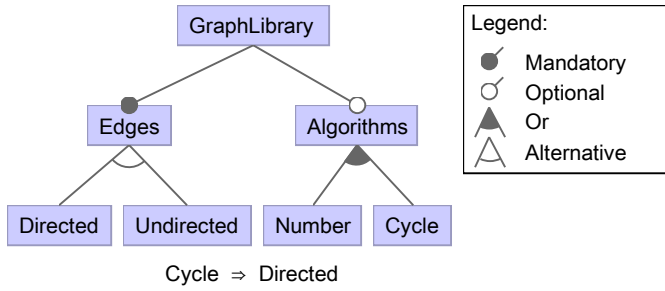 GraphLibrary
Legend:
Mandatory
Optional
Or
Alternative
Edges
Algorithms
Directed
Undirected
Number
Cycle
Cycle ⇒ Directed